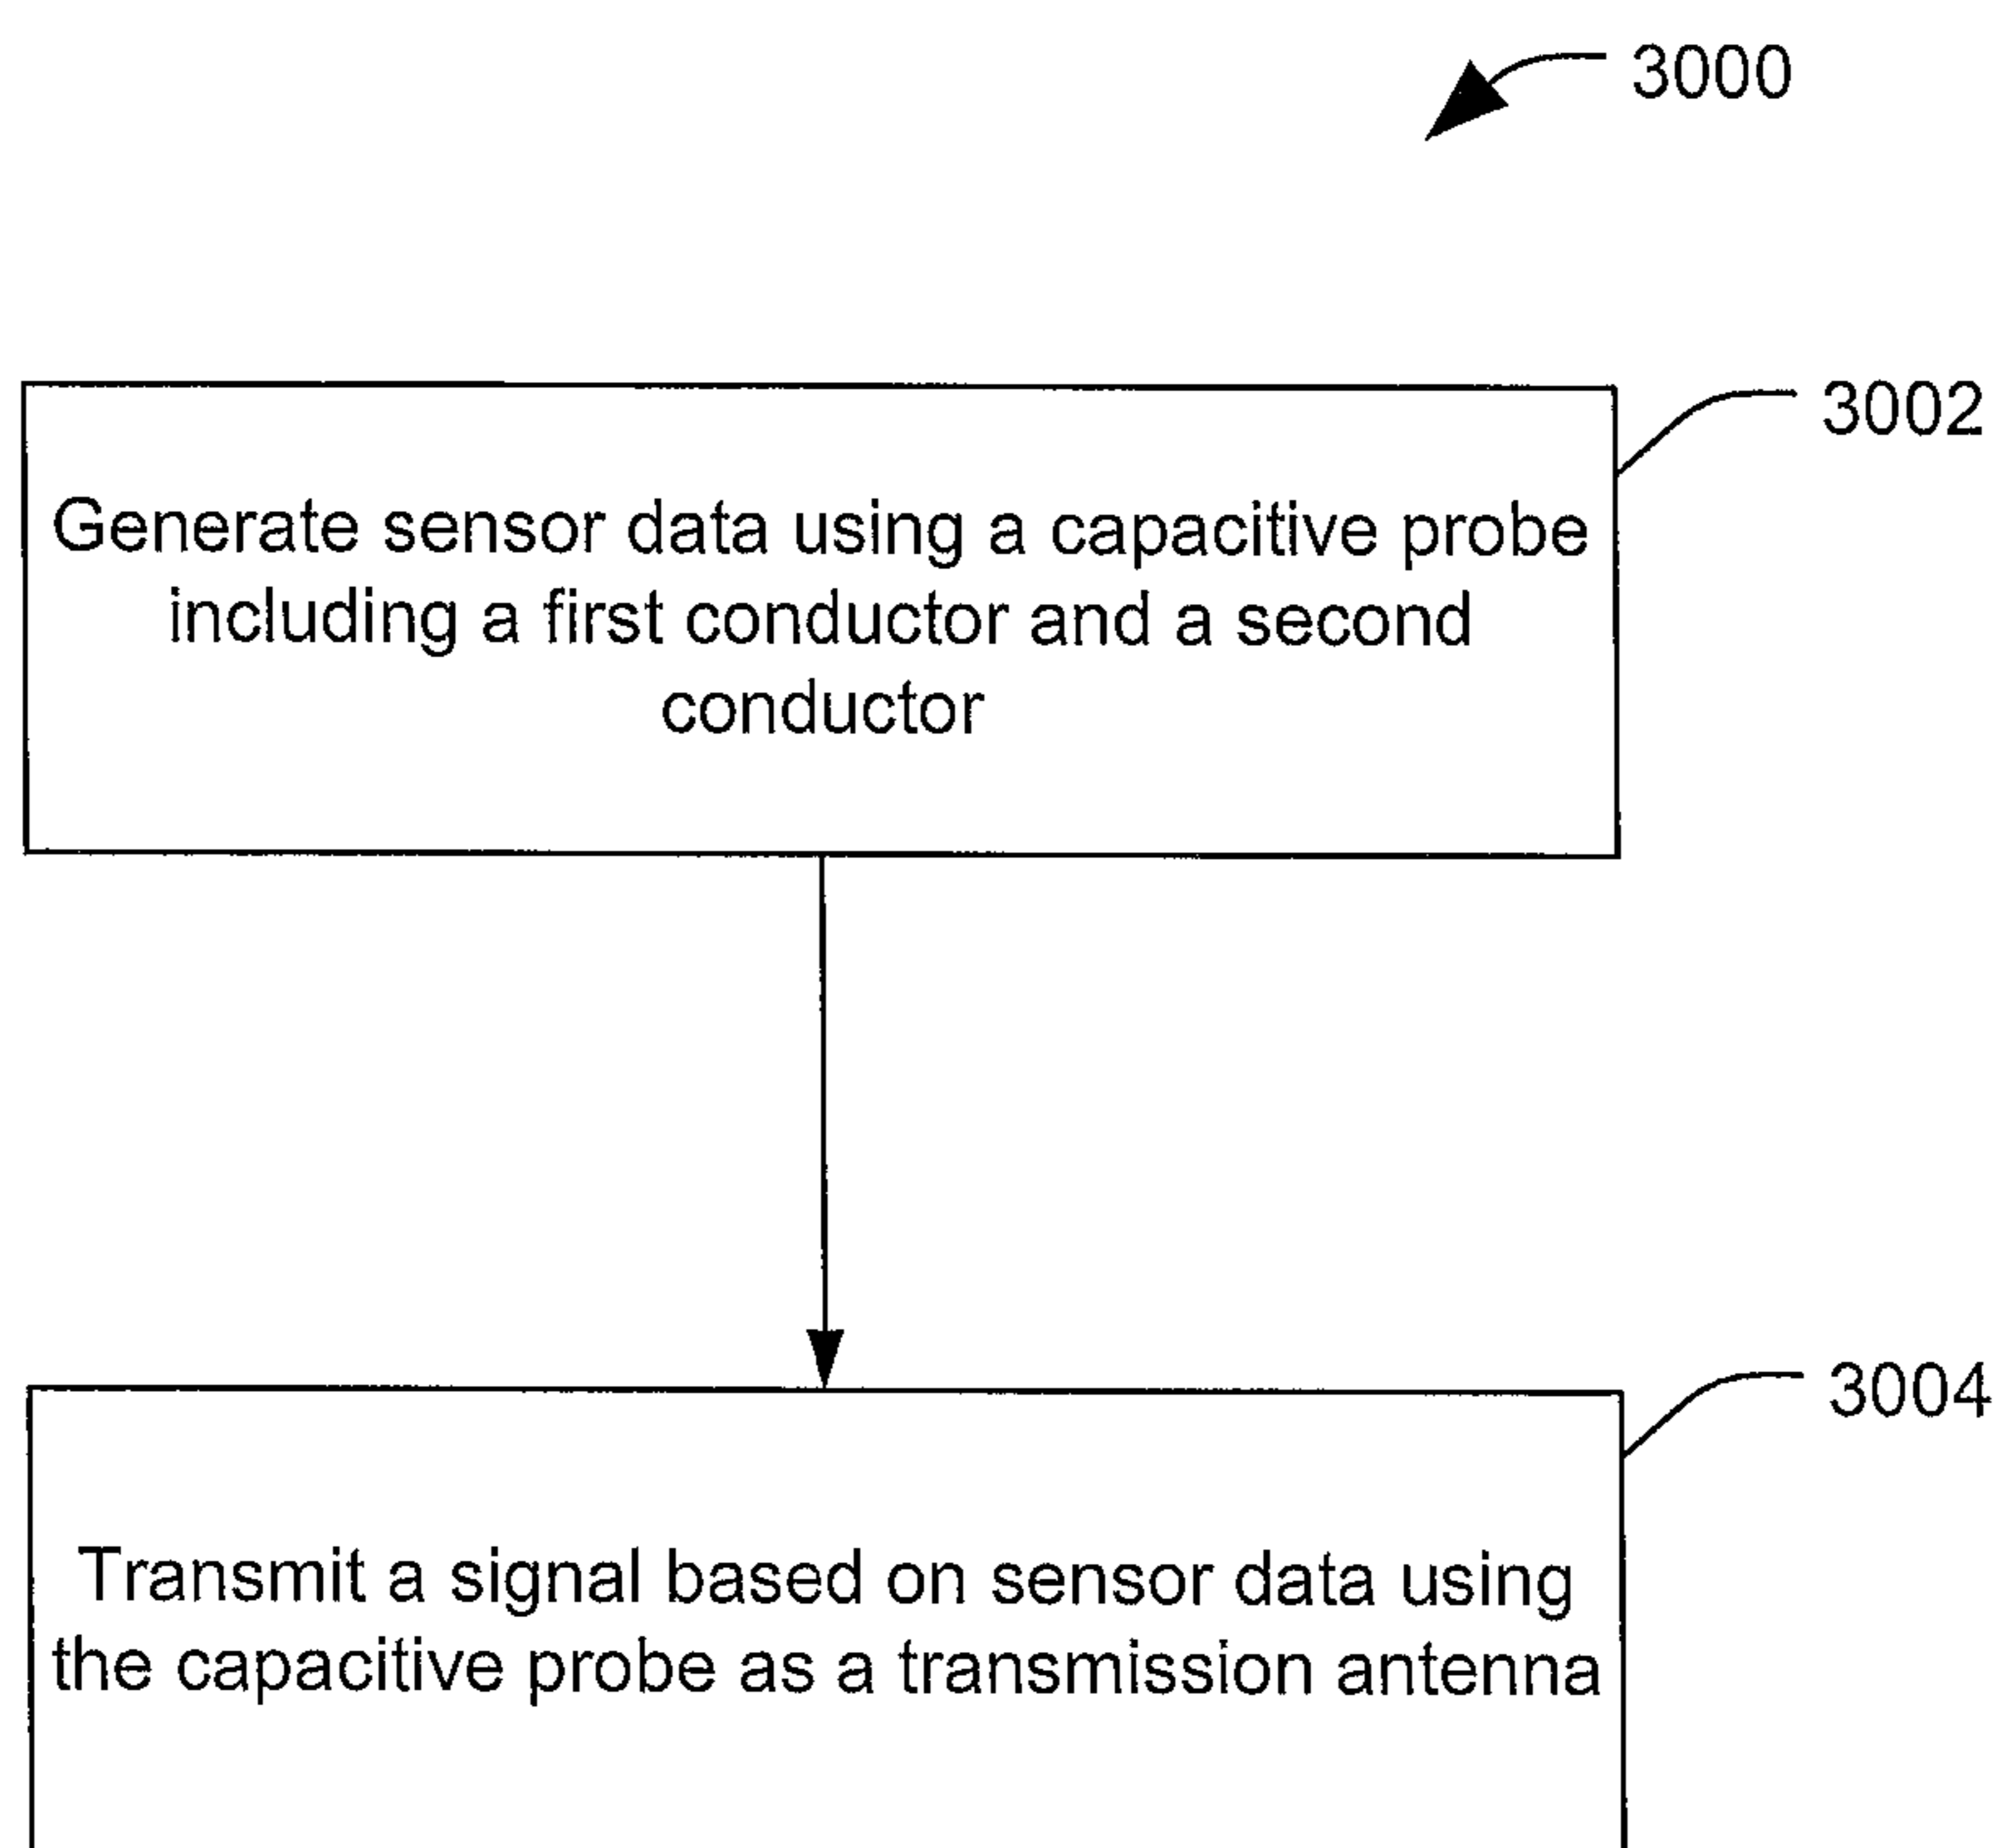 3000
3002
Generate sensor data using a capacitive probe
including a first conductor and a second
conductor
3004
Transmit a signal based on sensor data using
the capacitive probe as a transmission antenna